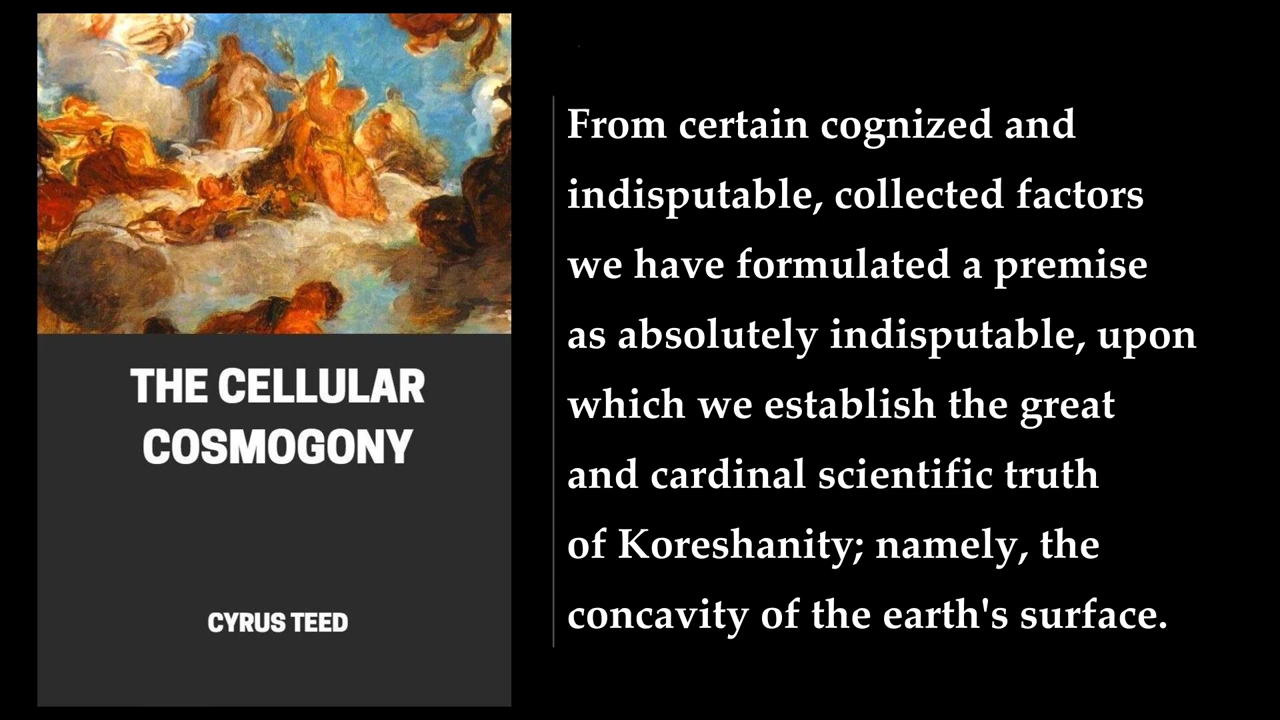 THE CELLULAR
COSMOGONY
CYRUS TEED
From certain cognized and
indisputable, collected factors
we have formulated a premise
as absolutely indisputable, upon
which we establish the great
and cardinal scientific truth
of Koreshanity; namely, the
concavity of the earth's surface.